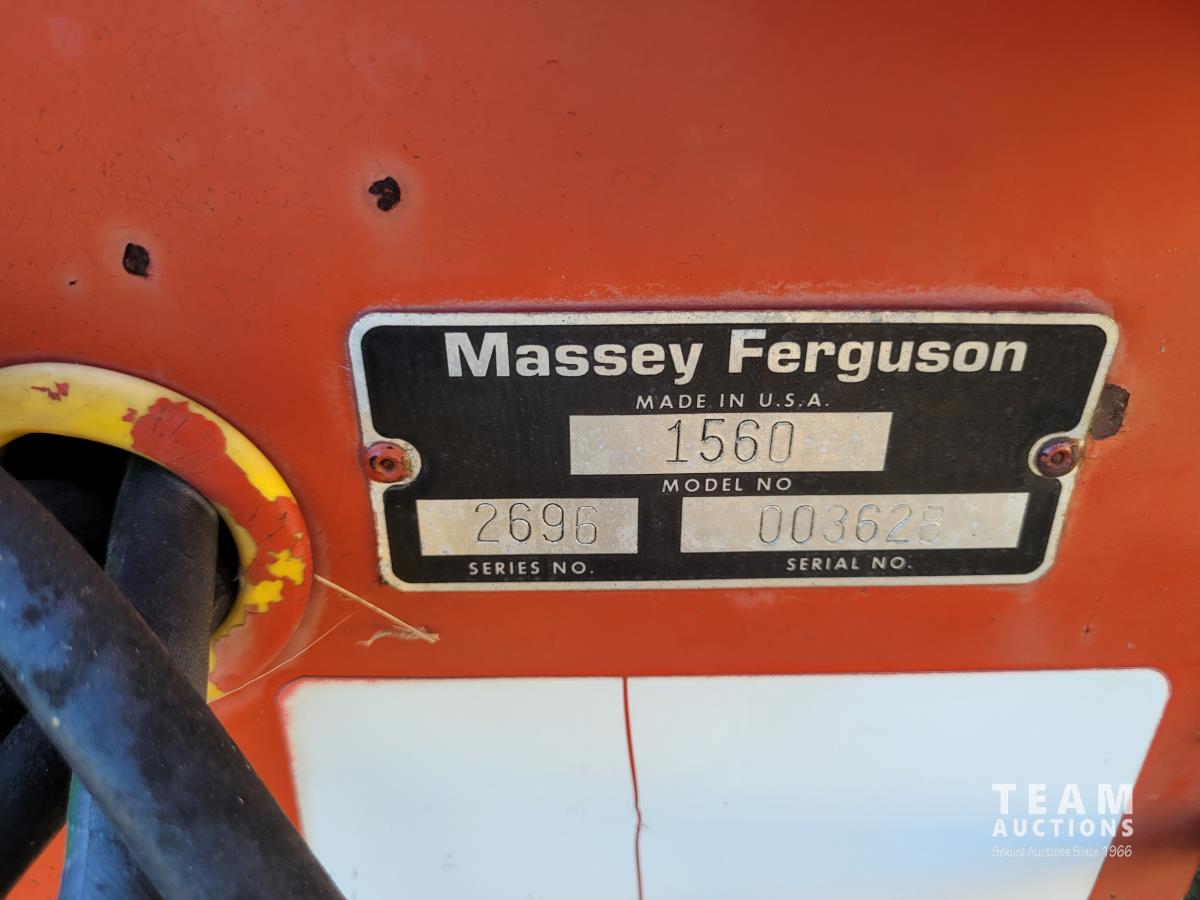 Massey Ferguson
MADE IN U.S.A.
1560
MODEL NO
2696 003628
SERIES NO. SERIAL NO.
TEAM
AUCTIONS
Sekura Auctions Since 1966